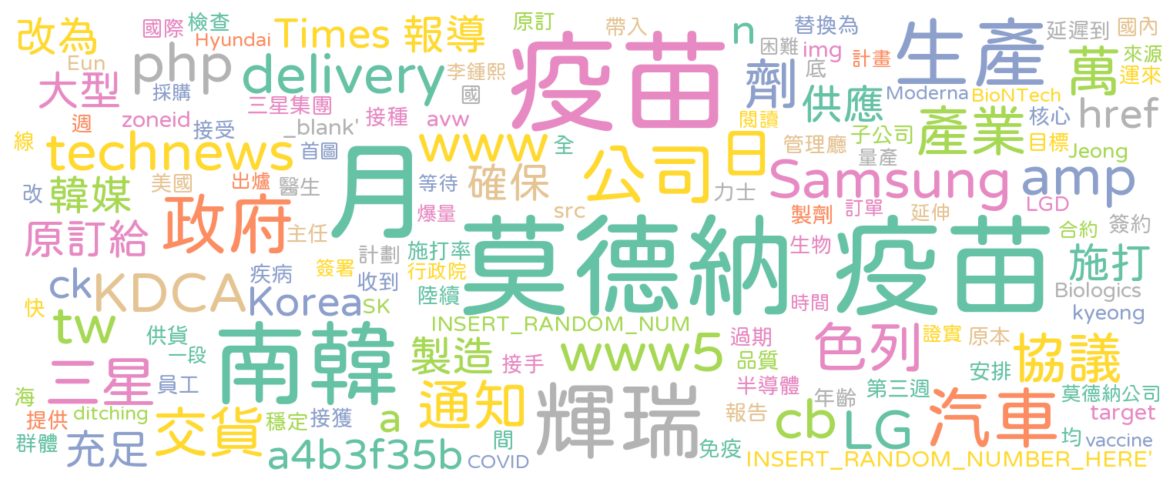 改為 國際 檢查 Hyundai Times 報導 原訂 帶入 n 替換為 延遲到 國內
Eun php 疫苗 困難 img 計畫 生產 萬 來源
大型 採購 delivery 李鍾熙 國 劑 底 Moderna BioNTech 運來
三星集團 供應 核心 href
週 zoneid 接受 _blank' 接種 avw 閱讀 子公司 產業 目標
線 technews 首圖 www 全 公司 日 管理廳 量產 Jeong
改 韓媒 美國 出爐 醫生 月 等待 確保 力士 Samsung amp
原訂給 政府 主任 爆量 src 製劑 訂單 延伸 LGD
計劃 施打率 莫德納 疫苗 生物 合約 簽約
ck KDCA 疾病 簽署 收到 行政院 施打
快 Korea SK 陸續 時間 Biologics
tw 供貨 南韓 INSERT_RANDOM_NUM 過期 色列 證實 原本 kyeong
三星 一段 製造 接手 www5 品質 協議
海 員工 半導體 安排
提供 ditching 交貨 穩定 接獲 a 通知 輝瑞 年齡 第三週 莫德納公司
群體 充足 間 報告 cb LG 汽車 target
a4b3f35b COVID 免疫 均 vaccine
INSERT_RANDOM_NUMBER_HERE'